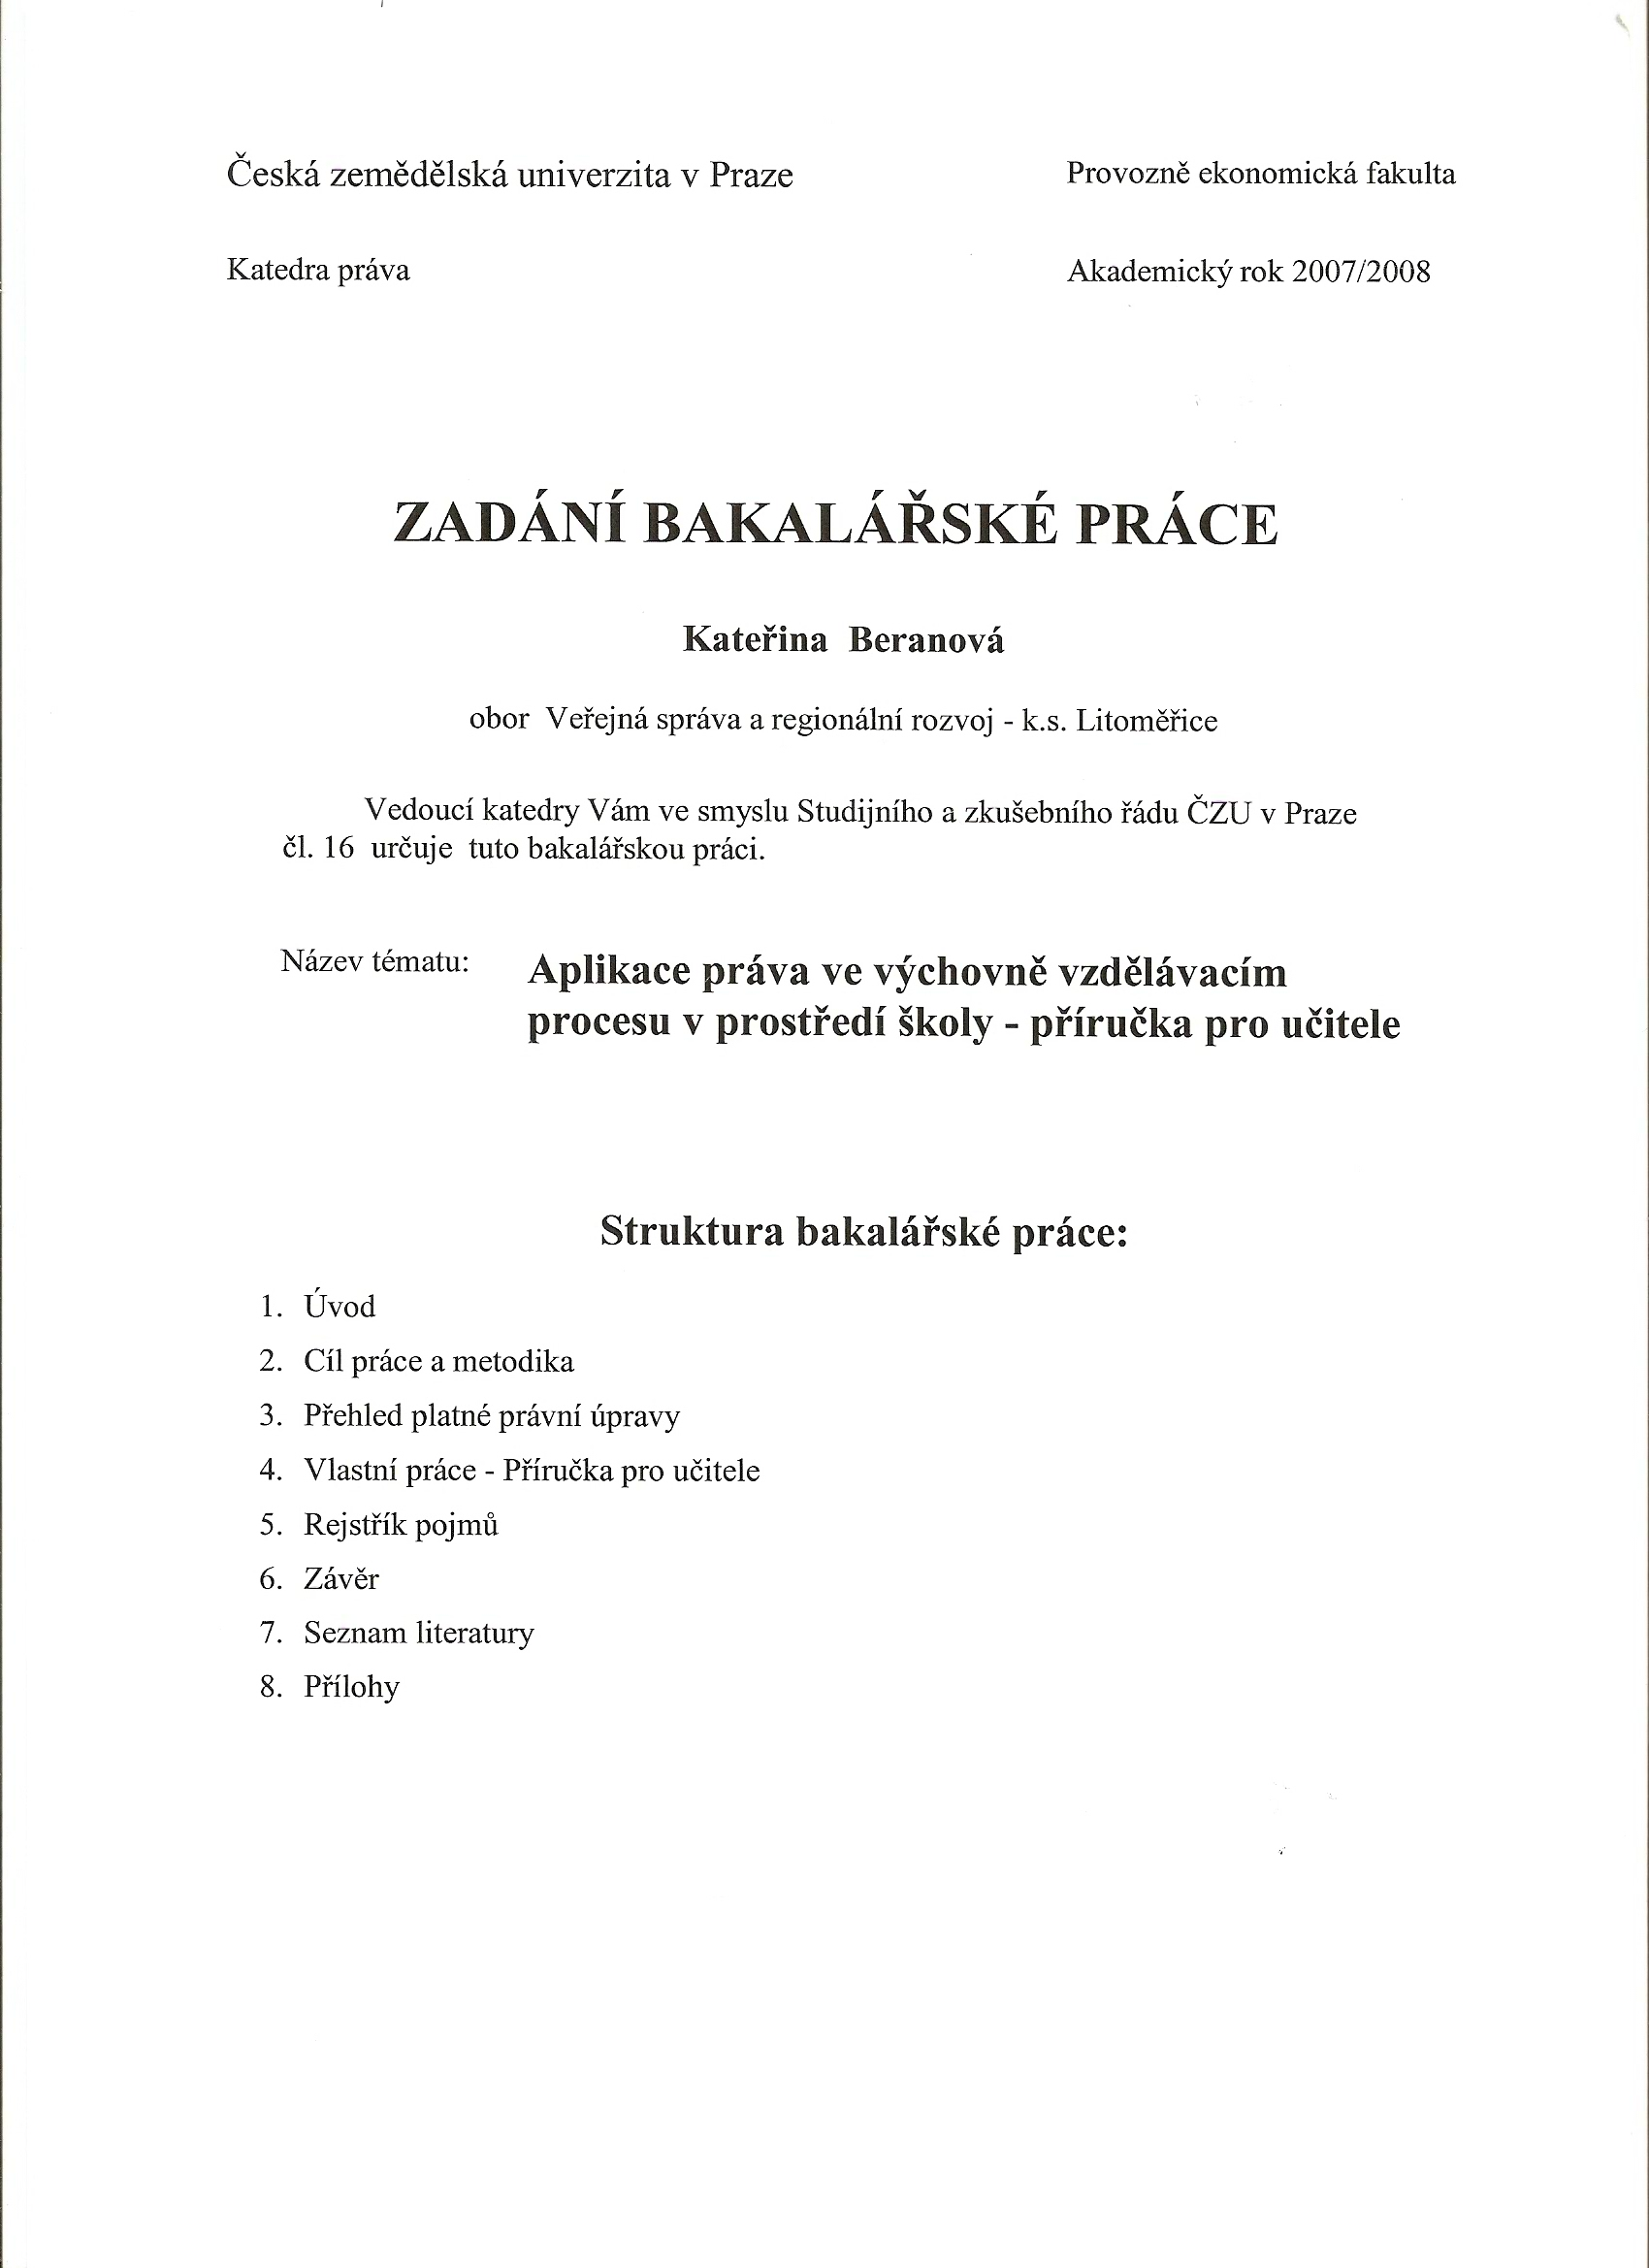 Česká zemědělská univerzita v Praze
Provozně ekonomická fakulta
Katedra práva
Akademický rok 2007/2008
ZADÁNÍ BAKALÁŘSKÉ PRÁCE
Kateřina Beranová
obor Veřejná správa a regionální rozvoj - k.s. Litoměřice
Vedoucí katedry Vám ve smyslu Studijního a zkušebního řádu ČZU v Praze
čl. 16 určuje tuto bakalářskou práci.
Název tématu:
Aplikace práva ve výchovně vzdělávacím
procesu v prostředí školy - příručka pro učitele
Struktura bakalářské práce:
1. Úvod
2. Cíl práce a metodika
3. Přehled platné právní úpravy
4. Vlastní práce - Příručka pro učitele
5. Rejstřík pojmů
6. Závěr
7. Seznam literatury
8. Přílohy